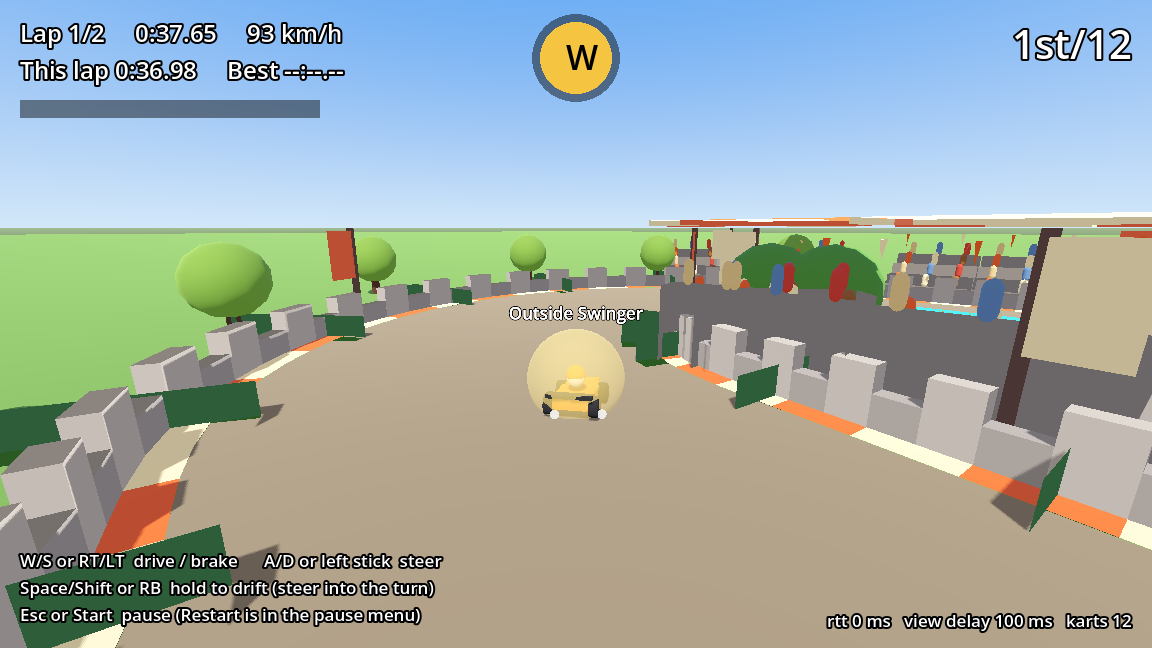 Lap 1/2 0:37.65 93 km/h
This lap 0:36.98 Best --:--.--
W
1st/12
Outside Swinger
W/S or RT/LT drive / brake A/D or left stick steer
Space/Shift or RB hold to drift (steer into the turn)
Esc or Start pause (Restart is in the pause menu)
rtt 0 ms view delay 100 ms karts 12